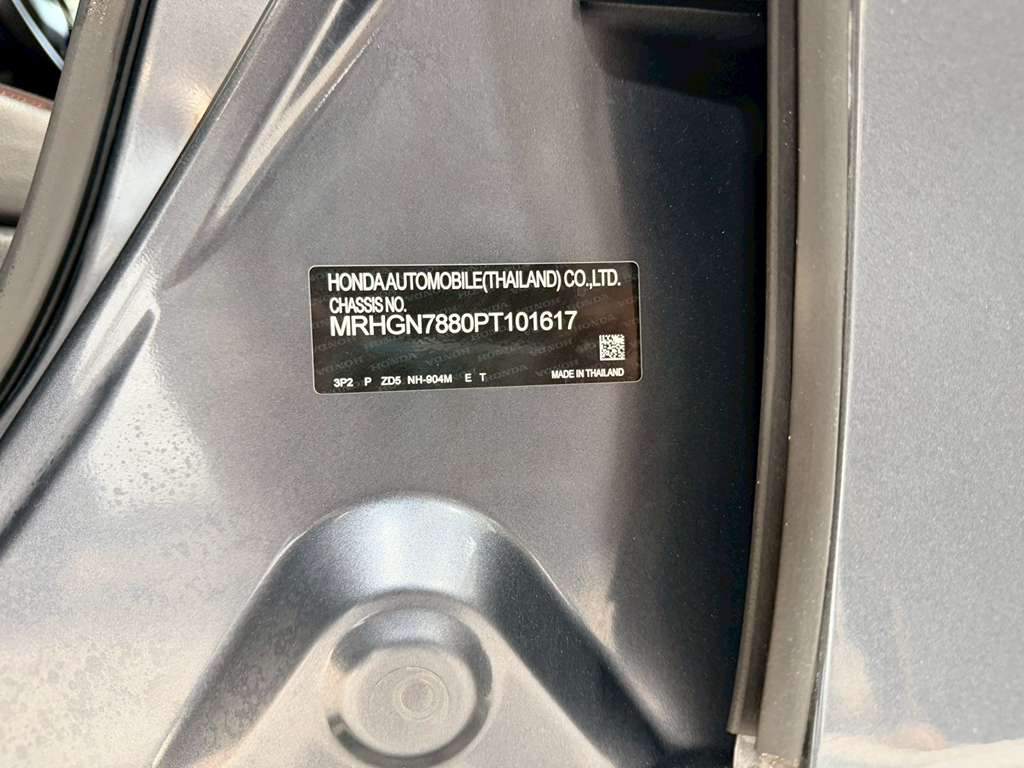 HONDA AUTOMOBILE(THAILAND) CO.,LTD.
CHASSIS NO.
MRHGN7880PT101617
3P2 P ZD5 NH-904M E T MADE IN THAILAND